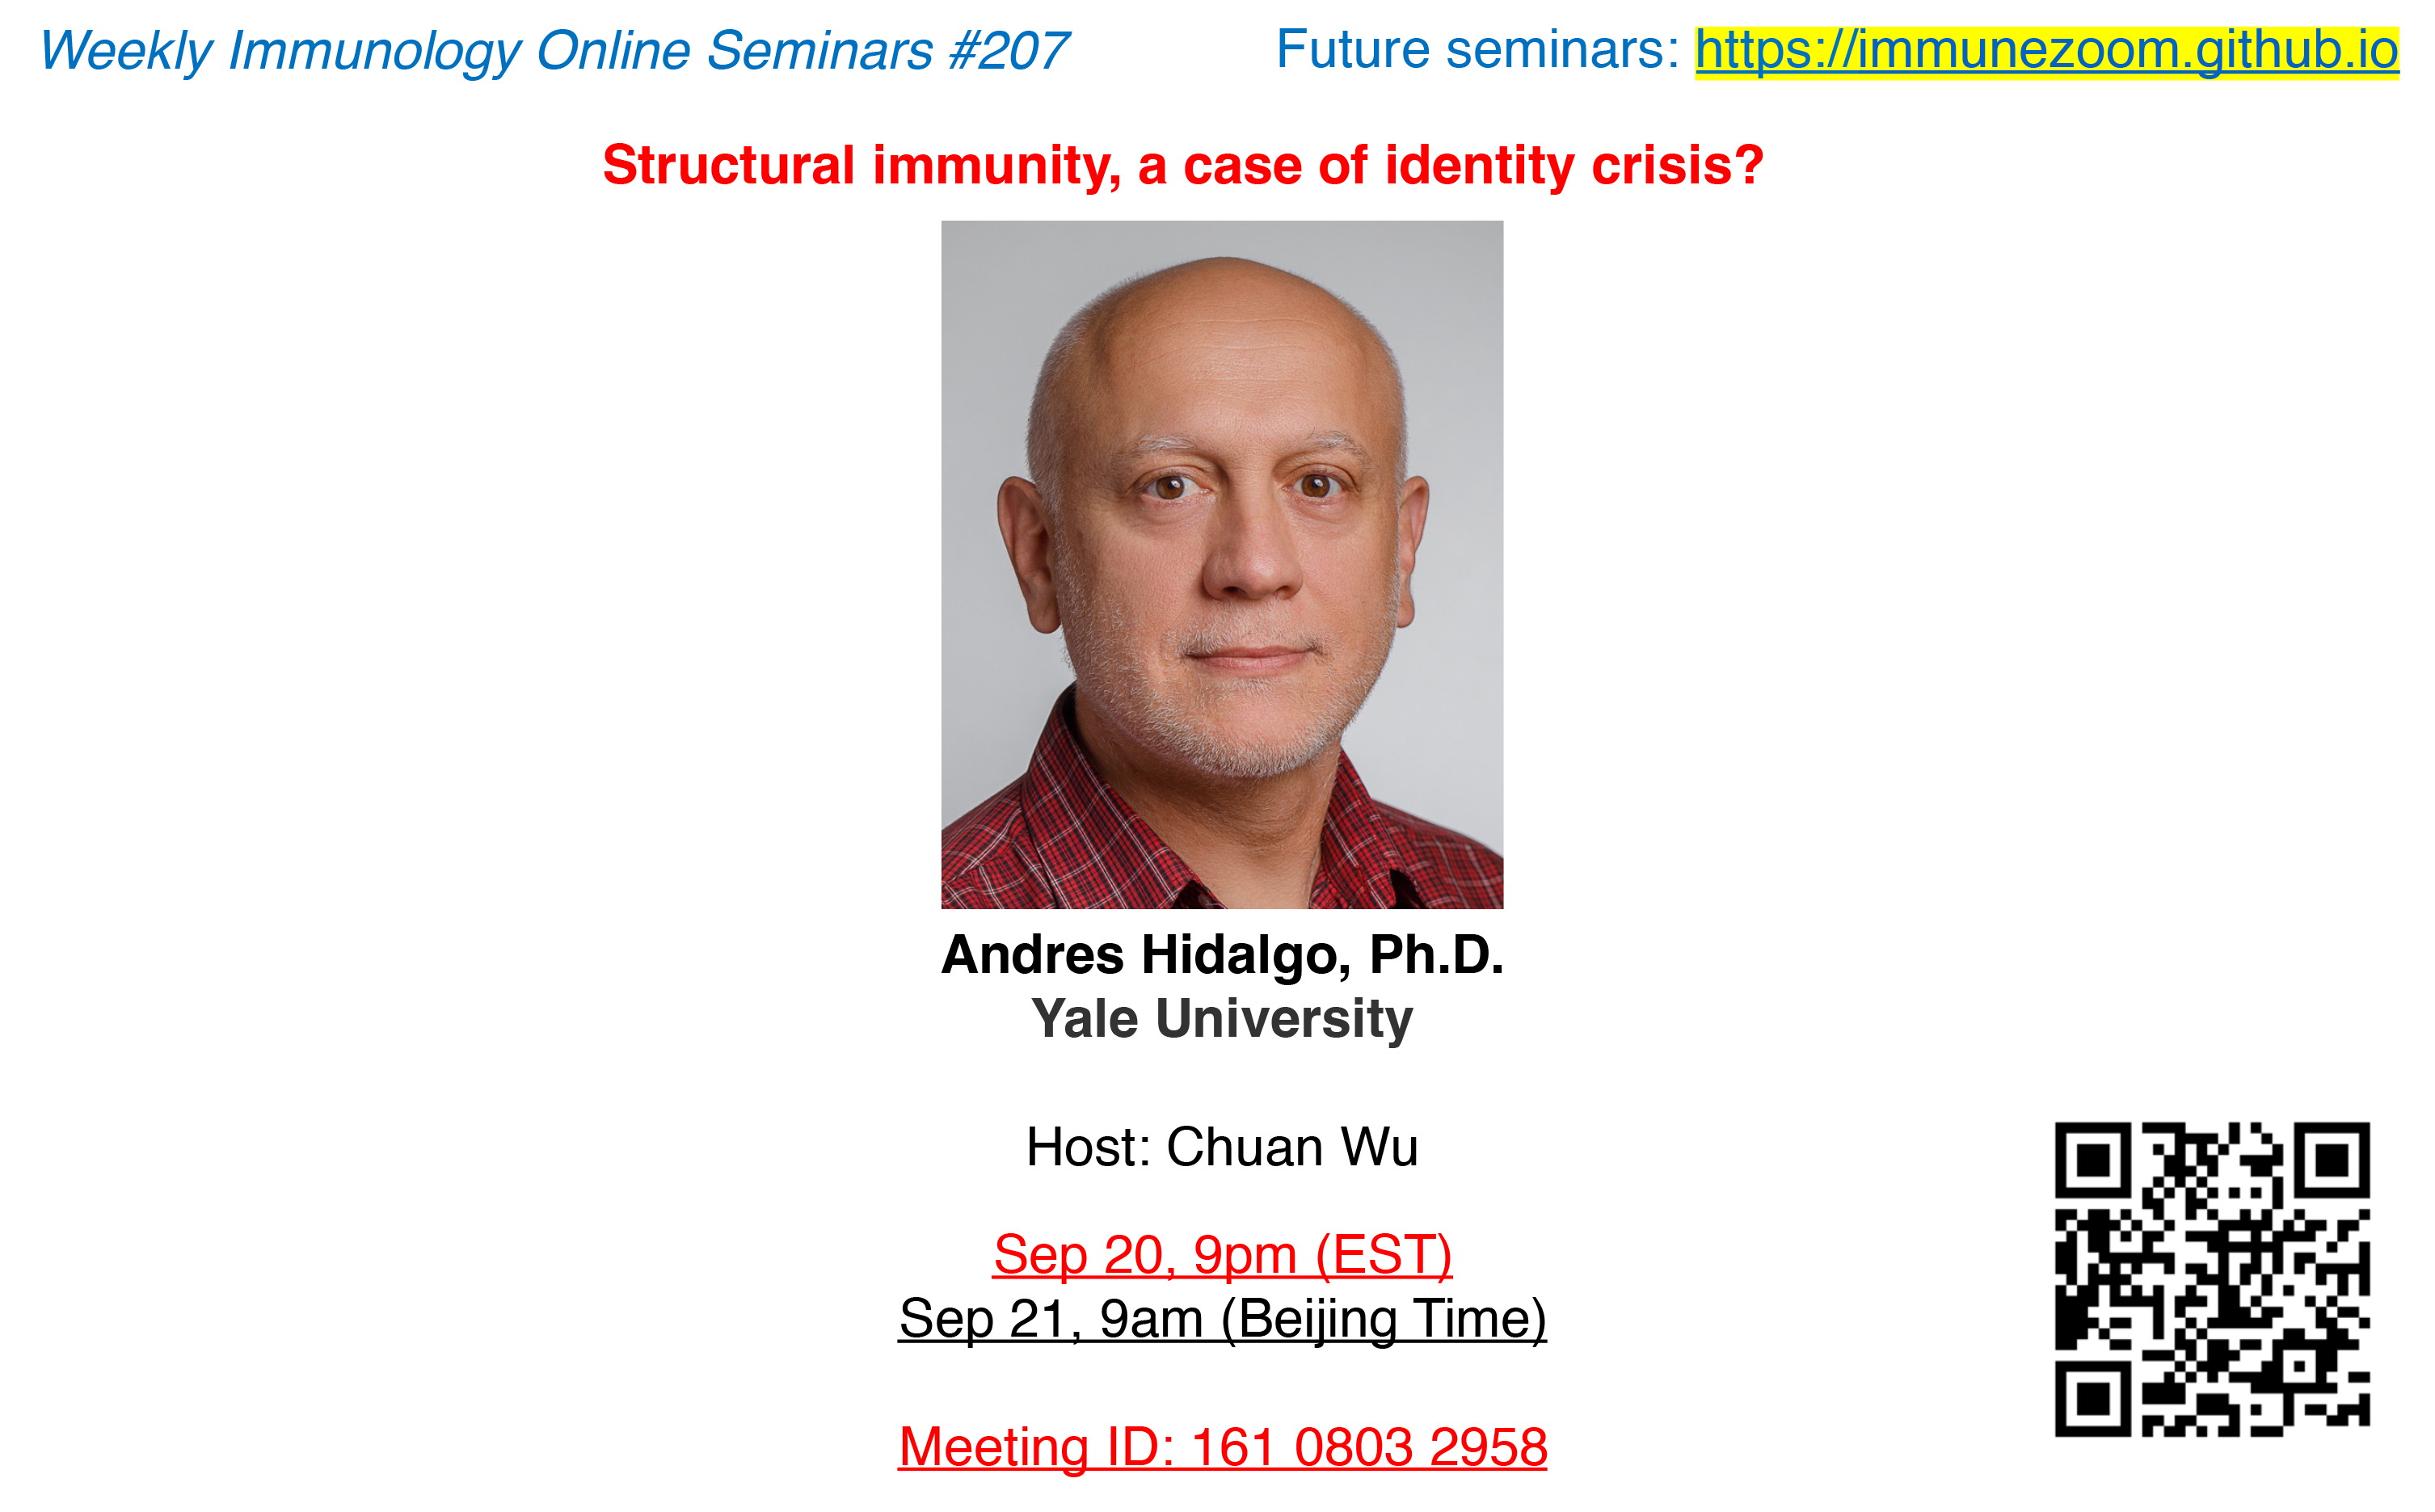 Weekly Immunology Online Seminars #207
Future seminars: https://immunezoom.github.io
Structural immunity, a case of identity crisis?
Andres Hidalgo, Ph.D.
Yale University
Host: Chuan Wu
Sep 20, 9pm (EST)
Sep 21, 9am (Beijing Time)
Meeting ID: 161 0803 2958